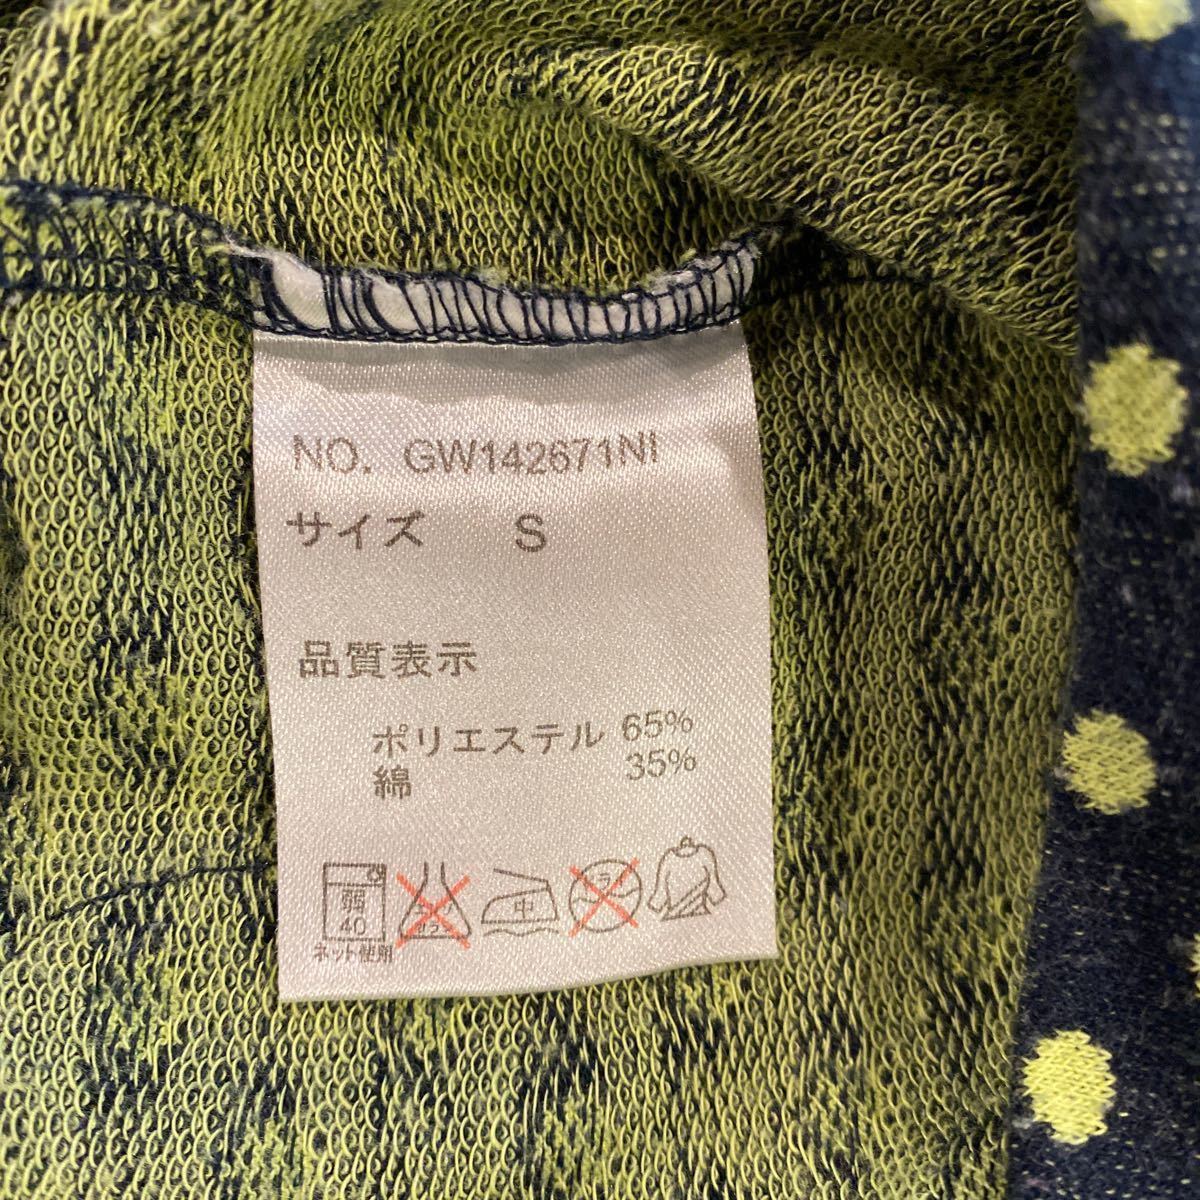 NO. GW142671NI
サイズ S
品質表示
ポリエステル 65%
綿 35%
弱
40
中
ネット使用